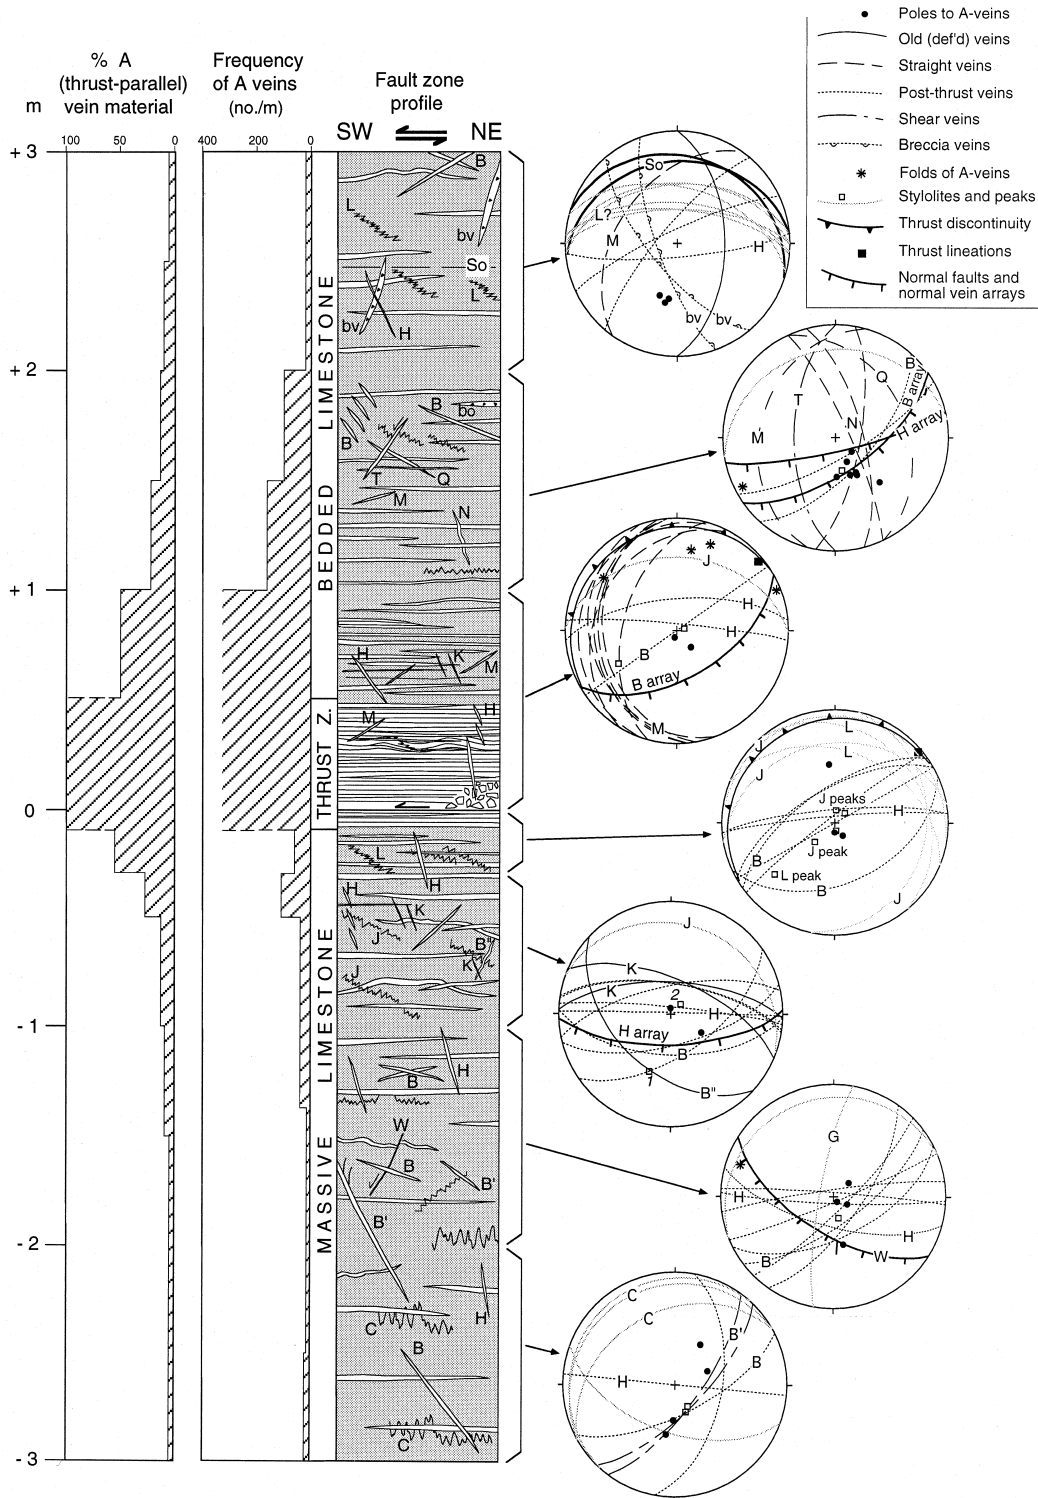 % A
(thrust-parallel)
vein material
Frequency
of A veins
(no./m)
Fault zone
profile
m
SW NE
100 50 0
400 200 0
+ 3
+ 2
+ 1
0
- 1
- 2
- 3
BEDDED LIMESTONE
THRUST Z.
MASSIVE LIMESTONE
B
L
bv
So
L
bv
H
B
bo
B
T
Q
M
N
H
K
M
M
H
L
H
H
K
J
B"
K
J
H
B
W
B
B'
B'
H
C
B
C
Poles to A-veins
Old (def'd) veins
Straight veins
Post-thrust veins
Shear veins
Breccia veins
Folds of A-veins
Stylolites and peaks
Thrust discontinuity
Thrust lineations
Normal faults and
normal vein arrays
So
L?
M
H
bv
bv
B
Q
B array
T
N
H array
M
J
H
H
B
B array
M
L
J
L
J
J peaks
H
B
J peak
L peak
B
J
J
K
K
2
H
H array
B
1
B"
G
H
H
B
W
C
C
B'
B
H